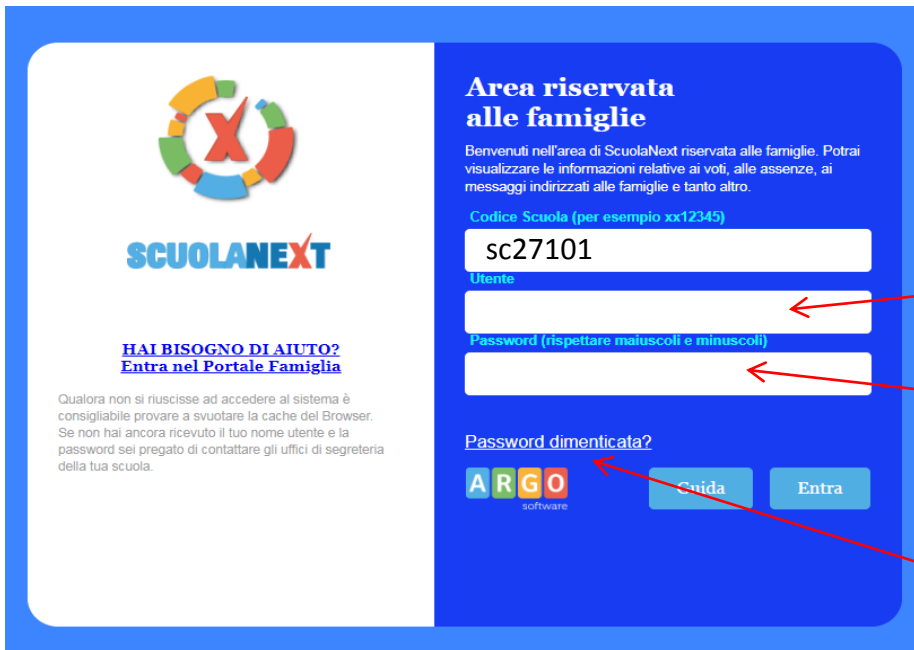 SCUOLANEXT
HAI BISOGNO DI AIUTO?
Entra nel Portale Famiglia
Qualora non si riuscisse ad accedere al sistema è
consigliabile provare a svuotare la cache del Browser.
Se non hai ancora ricevuto il tuo nome utente e la
password sei pregato di contattare gli uffici di segreteria
della tua scuola.
Area riservata
alle famiglie
Benvenuti nell'area di ScuolaNext riservata alle famiglie. Potrai
visualizzare le informazioni relative ai voti, alle assenze, ai
messaggi indirizzati alle famiglie e tanto altro.
Codice Scuola (per esempio xx12345)
sc27101
Utente
Password (rispettare maiuscoli e minuscoli)
Password dimenticata?
ARGO
software
Guida
Entra